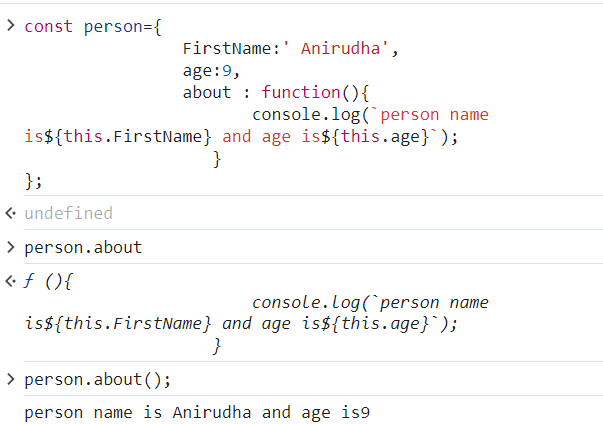 > const person={
FirstName:' Anirudha',
age:9,
about : function(){
console.log(`person name
is${this.FirstName} and age is${this.age}`);
}
};
<· undefined
> person.about
<· ƒ (){
console.log(`person name
is${this.FirstName} and age is${this.age}`);
}
> person.about();
person name is Anirudha and age is9